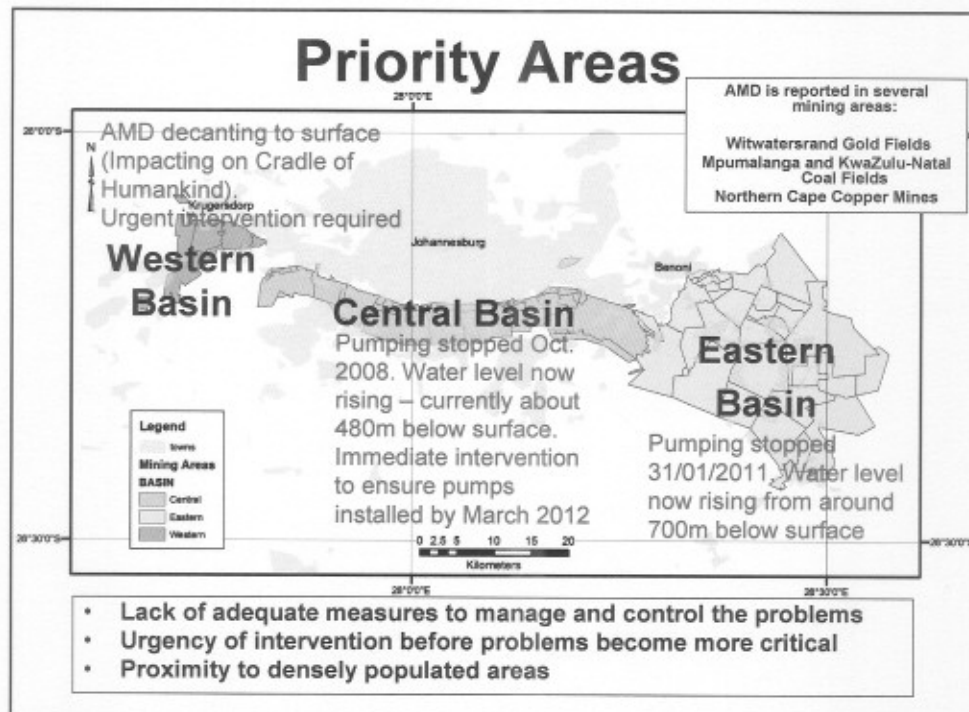 Priority Areas
AMD is reported in several
mining areas:
Witwatersrand Gold Fields
Mpumalanga and KwaZulu-Natal
Coal Fields
Northern Cape Copper Mines
28°0'0"E
26°0'0"S
N
AMD decanting to surface
(Impacting on Cradle of
Humankind).
Krugersdorp
Urgent intervention required
Johannesburg
Benoni
Western
Basin
Central Basin
Pumping stopped Oct.
2008. Water level now
rising – currently about
480m below surface.
Immediate intervention
to ensure pumps
installed by March 2012
Eastern
Basin
Pumping stopped
31/01/2011. Water level
now rising from around
700m below surface
Legend
towns
Mining Areas
BASIN
Central
Eastern
Western
0 2.5 5 10 15 20
Kilometers
26°30'0"S
26°30'0"S
28°0'0"E
28°30'0"E
• Lack of adequate measures to manage and control the problems
• Urgency of intervention before problems become more critical
• Proximity to densely populated areas